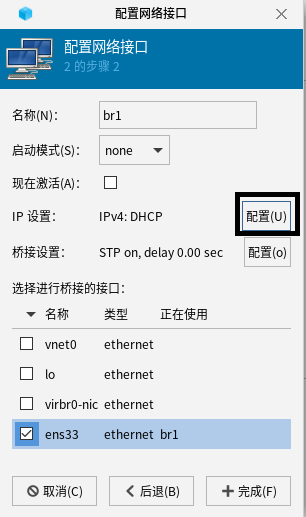 配置网络接口
配置网络接口
2 的步骤 2
名称(N)： br1
启动模式(S)： none
现在激活(A)：
IP 设置： IPv4: DHCP 配置(U)
桥接设置： STP on, delay 0.00 sec 配置(o)
选择进行桥接的接口：
名称 类型 正在使用
vnet0 ethernet
lo ethernet
virbr0-nic ethernet
ens33 ethernet br1
取消(C) 后退(B) 完成(F)